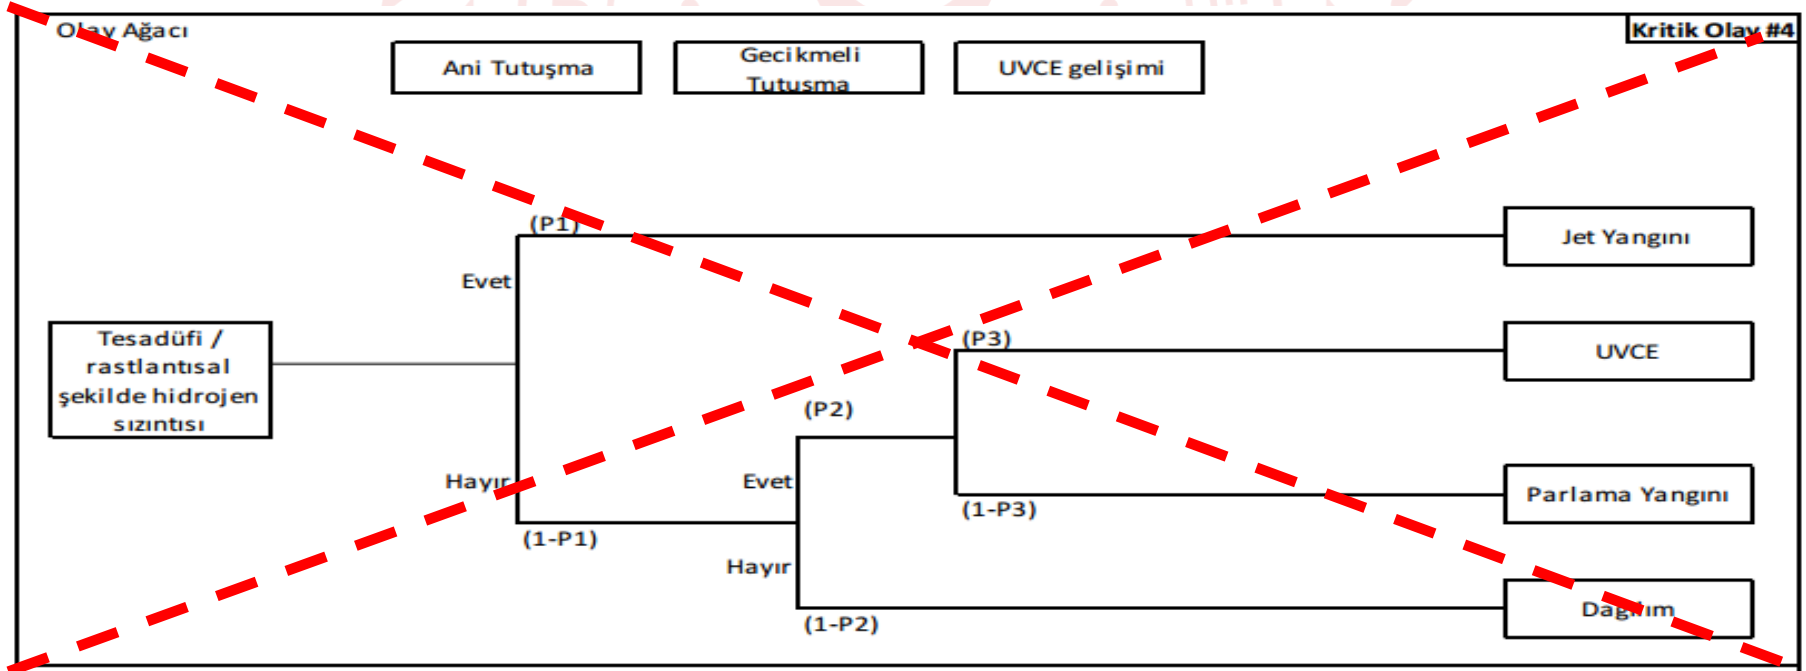 Olay Ağacı
Kritik Olay #4
Ani Tutuşma
Gecikmeli
Tutuşma
UVCE gelişimi
(P1)
Jet Yangını
Evet
Tesadüfi /
rastlantısal
şekilde hidrojen
sızıntısı
(P3)
UVCE
(P2)
Hayır
Evet
Parlama Yangını
(1-P3)
(1-P1)
Hayır
Dağılım
(1-P2)